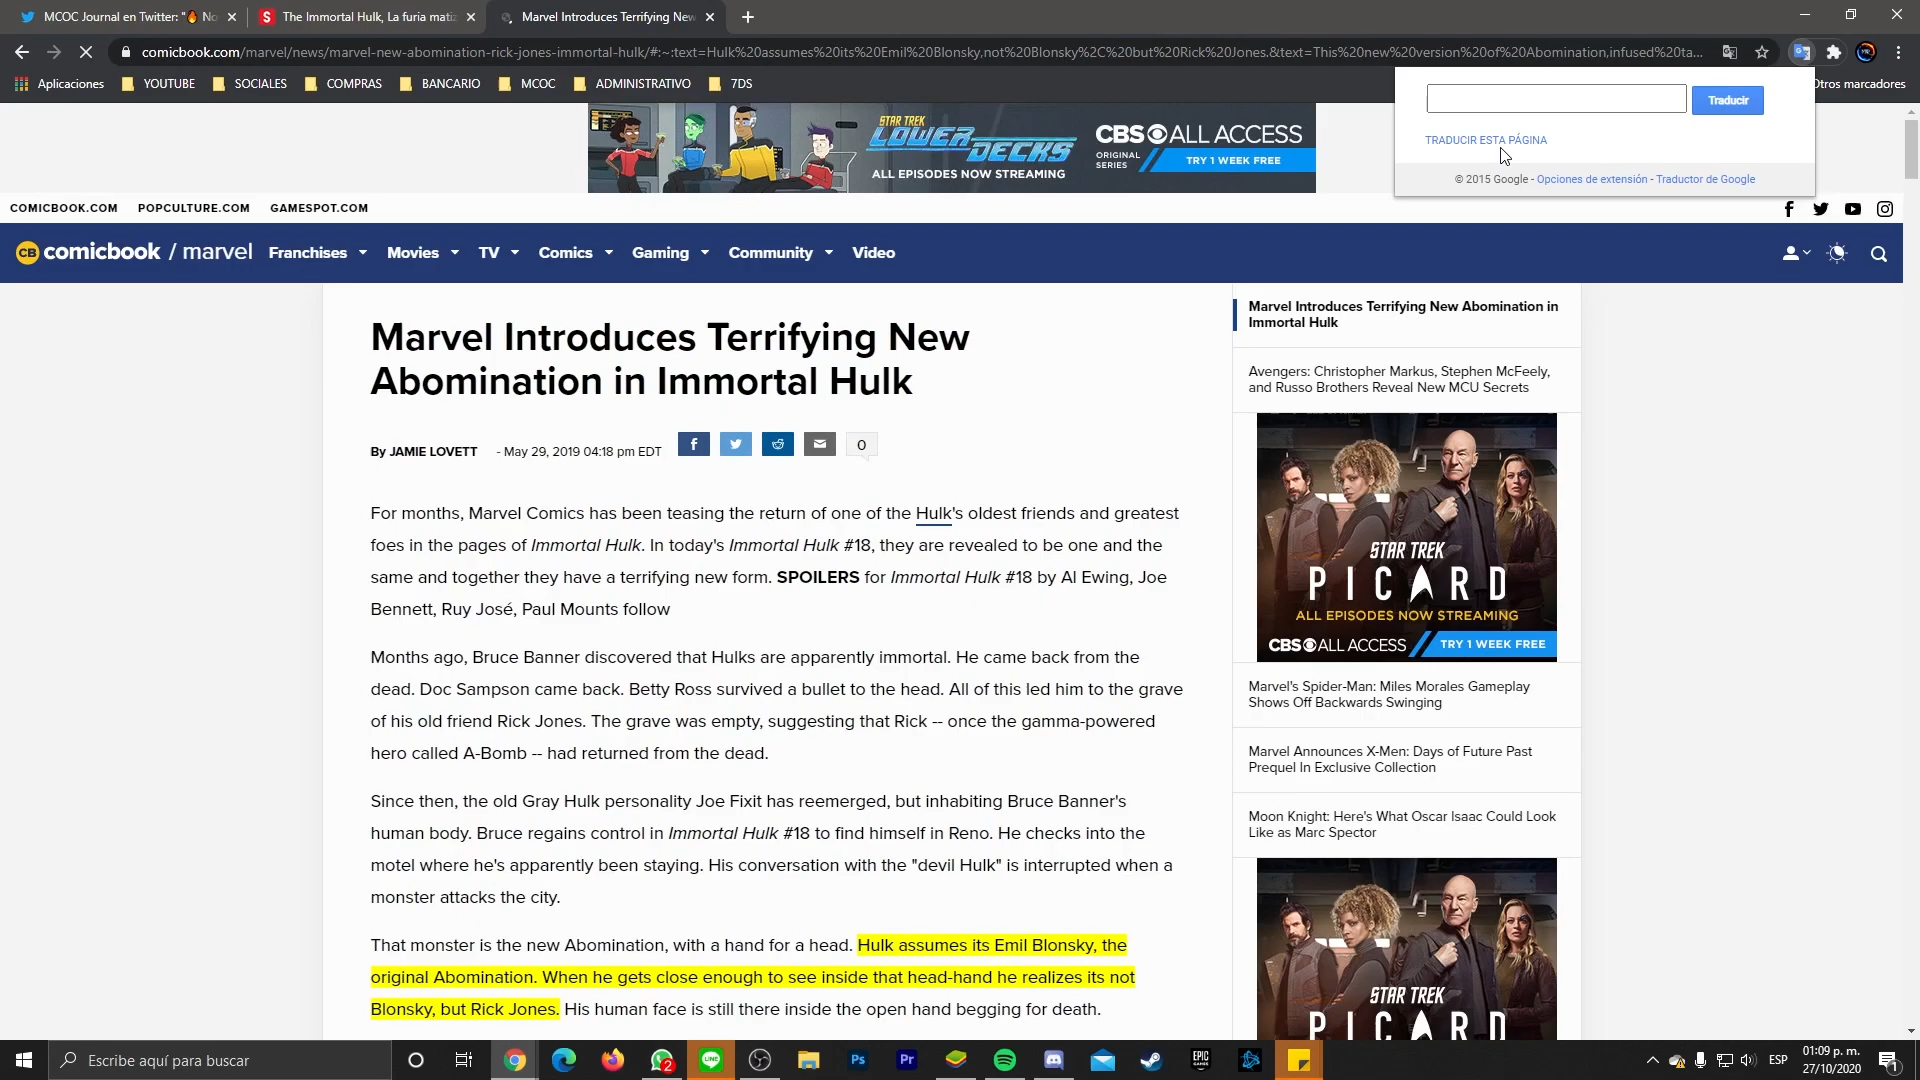 MCOC Journal en Twitter: "🔥 No
The Immortal Hulk, La furia matiz
Marvel Introduces Terrifying New
comicbook.com/marvel/news/marvel-new-abomination-rick-jones-immortal-hulk/#:~:text=Hulk%20assumes%20its%20Emil%20Blonsky,not%20Blonsky%2C%20but%20Rick%20Jones.&text=This%20new%20version%20of%20Abomination,infused%20ta...
Aplicaciones YOUTUBE SOCIALES COMPRAS BANCARIO MCOC ADMINISTRATIVO 7DS Otros marcadores
Traducir
TRADUCIR ESTA PÁGINA
© 2015 Google - Opciones de extensión - Traductor de Google
STAR TREK
LOWER DECKS
ALL EPISODES NOW STREAMING
CBS ALL ACCESS
ORIGINAL SERIES
TRY 1 WEEK FREE
COMICBOOK.COM POPCULTURE.COM GAMESPOT.COM
CB comicbook / marvel Franchises Movies TV Comics Gaming Community Video
Marvel Introduces Terrifying New
Abomination in Immortal Hulk
By JAMIE LOVETT - May 29, 2019 04:18 pm EDT 0
For months, Marvel Comics has been teasing the return of one of the Hulk's oldest friends and greatest
foes in the pages of Immortal Hulk. In today's Immortal Hulk #18, they are revealed to be one and the
same and together they have a terrifying new form. SPOILERS for Immortal Hulk #18 by Al Ewing, Joe
Bennett, Ruy José, Paul Mounts follow
Months ago, Bruce Banner discovered that Hulks are apparently immortal. He came back from the
dead. Doc Sampson came back. Betty Ross survived a bullet to the head. All of this led him to the grave
of his old friend Rick Jones. The grave was empty, suggesting that Rick -- once the gamma-powered
hero called A-Bomb -- had returned from the dead.
Since then, the old Gray Hulk personality Joe Fixit has reemerged, but inhabiting Bruce Banner's
human body. Bruce regains control in Immortal Hulk #18 to find himself in Reno. He checks into the
motel where he's apparently been staying. His conversation with the "devil Hulk" is interrupted when a
monster attacks the city.
That monster is the new Abomination, with a hand for a head. Hulk assumes its Emil Blonsky, the
original Abomination. When he gets close enough to see inside that head-hand he realizes its not
Blonsky, but Rick Jones. His human face is still there inside the open hand begging for death.
Marvel Introduces Terrifying New Abomination in
Immortal Hulk
Avengers: Christopher Markus, Stephen McFeely,
and Russo Brothers Reveal New MCU Secrets
STAR TREK
PICARD
ALL EPISODES NOW STREAMING
CBS ALL ACCESS TRY 1 WEEK FREE
Marvel's Spider-Man: Miles Morales Gameplay
Shows Off Backwards Swinging
Marvel Announces X-Men: Days of Future Past
Prequel In Exclusive Collection
Moon Knight: Here's What Oscar Isaac Could Look
Like as Marc Spector
STAR TREK
PICARD
Escribe aquí para buscar
2
LINE
Ps
Pr
EPIC GAMES
ESP
01:09 p. m.
27/10/2020
1